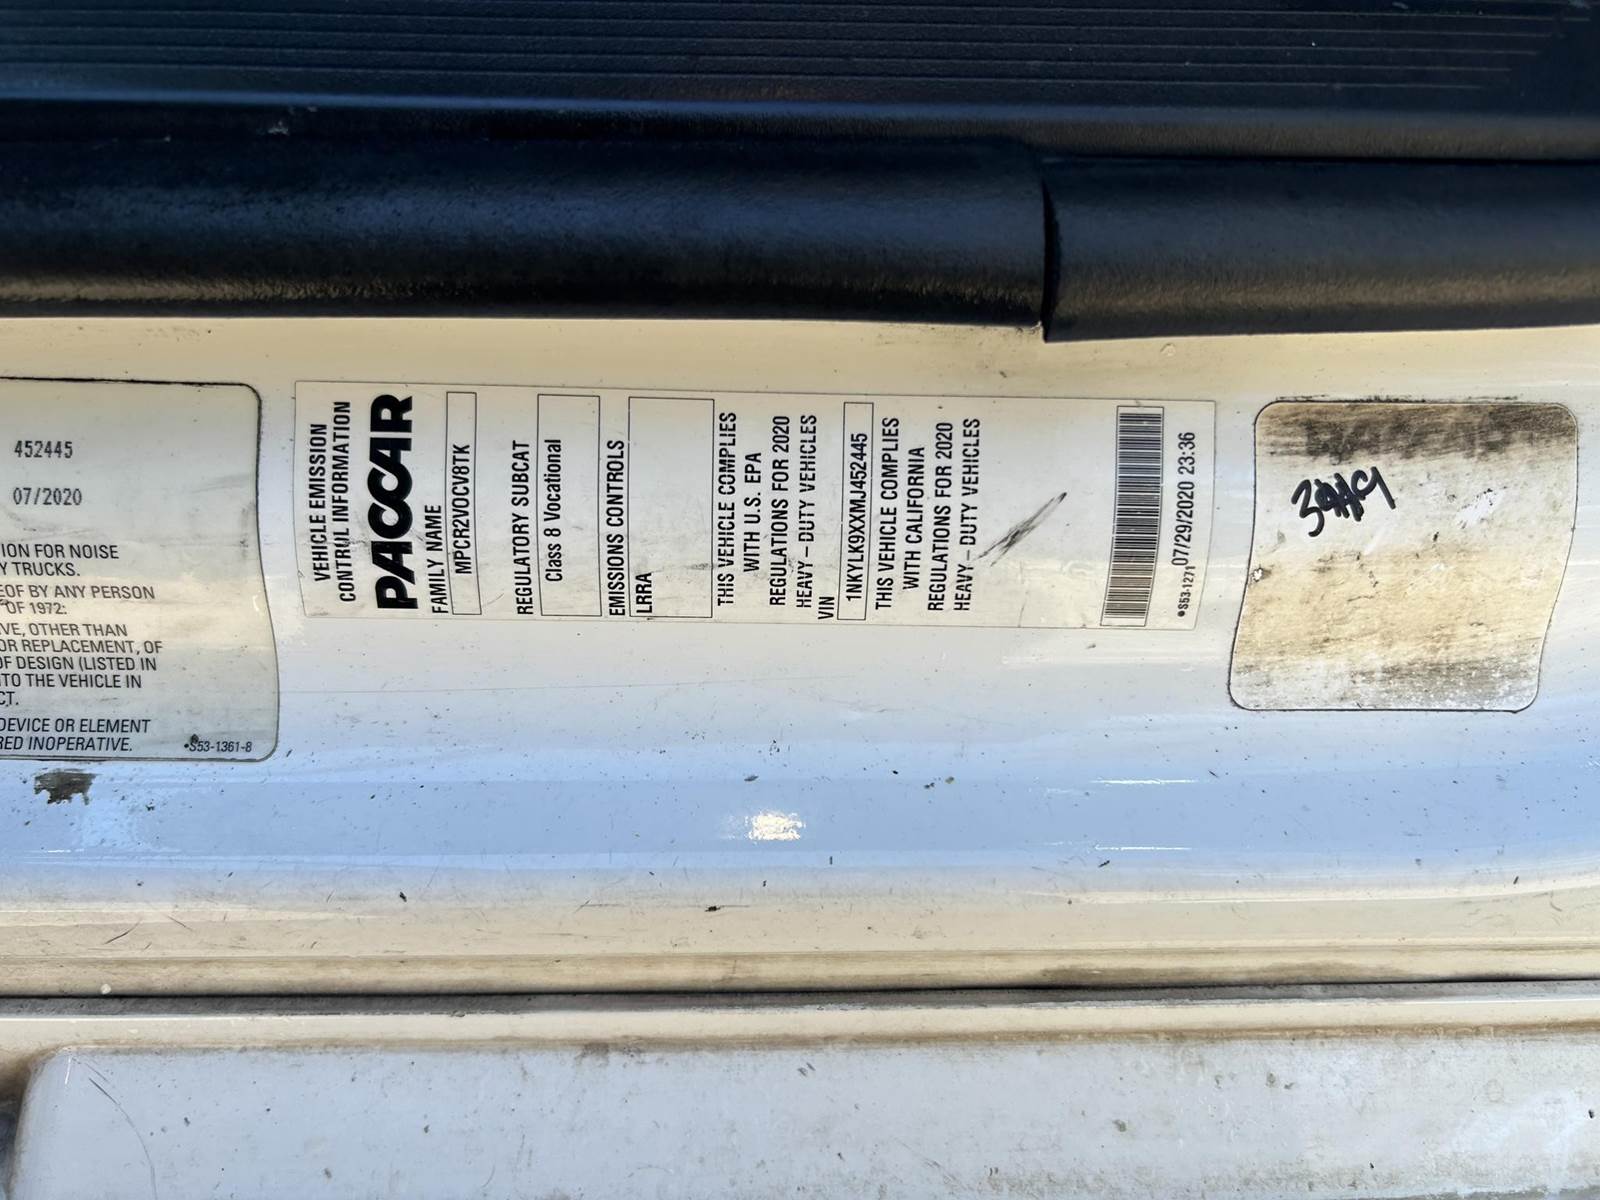 452445
07/2020
ION FOR NOISE
Y TRUCKS.
EOF BY ANY PERSON
OF 1972:
VE, OTHER THAN
OR REPLACEMENT, OF
OF DESIGN (LISTED IN
TO THE VEHICLE IN
CT.
DEVICE OR ELEMENT
RED INOPERATIVE.
•S53-1361-8
VEHICLE EMISSION
CONTROL INFORMATION
PACCAR
FAMILY NAME
MPCR2VOCV8TK
REGULATORY SUBCAT
Class 8 Vocational
EMISSIONS CONTROLS
LRRA
THIS VEHICLE COMPLIES
WITH U.S. EPA
REGULATIONS FOR 2020
HEAVY – DUTY VEHICLES
VIN
1NKYLK9XXMJ452445
THIS VEHICLE COMPLIES
WITH CALIFORNIA
REGULATIONS FOR 2020
HEAVY – DUTY VEHICLES
•S53-1271 07/29/2020 23:36